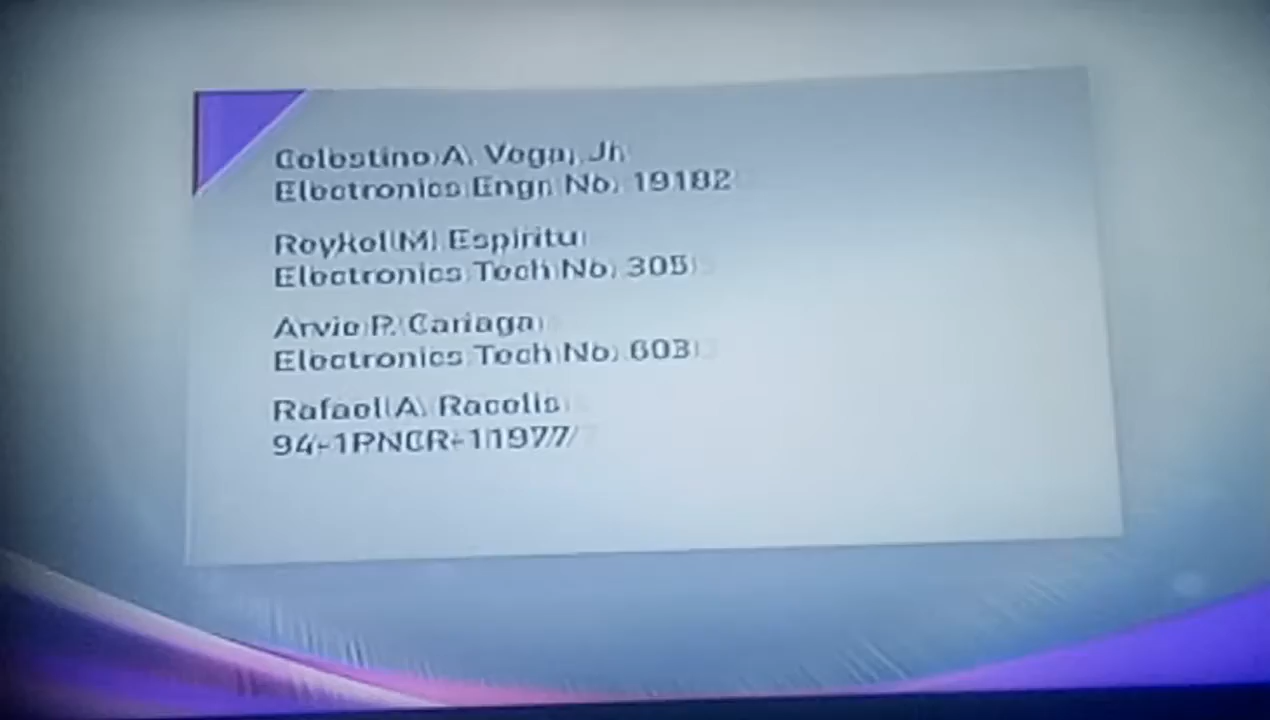 Celestino A. Vega, Jr.
Electronics Engr. No. 19182
Roykel M. Espiritu
Electronics Tech No. 305
Arvie P. Cariaga
Electronics Tech No. 603
Rafael A. Racelis
94-1PNCR-11977